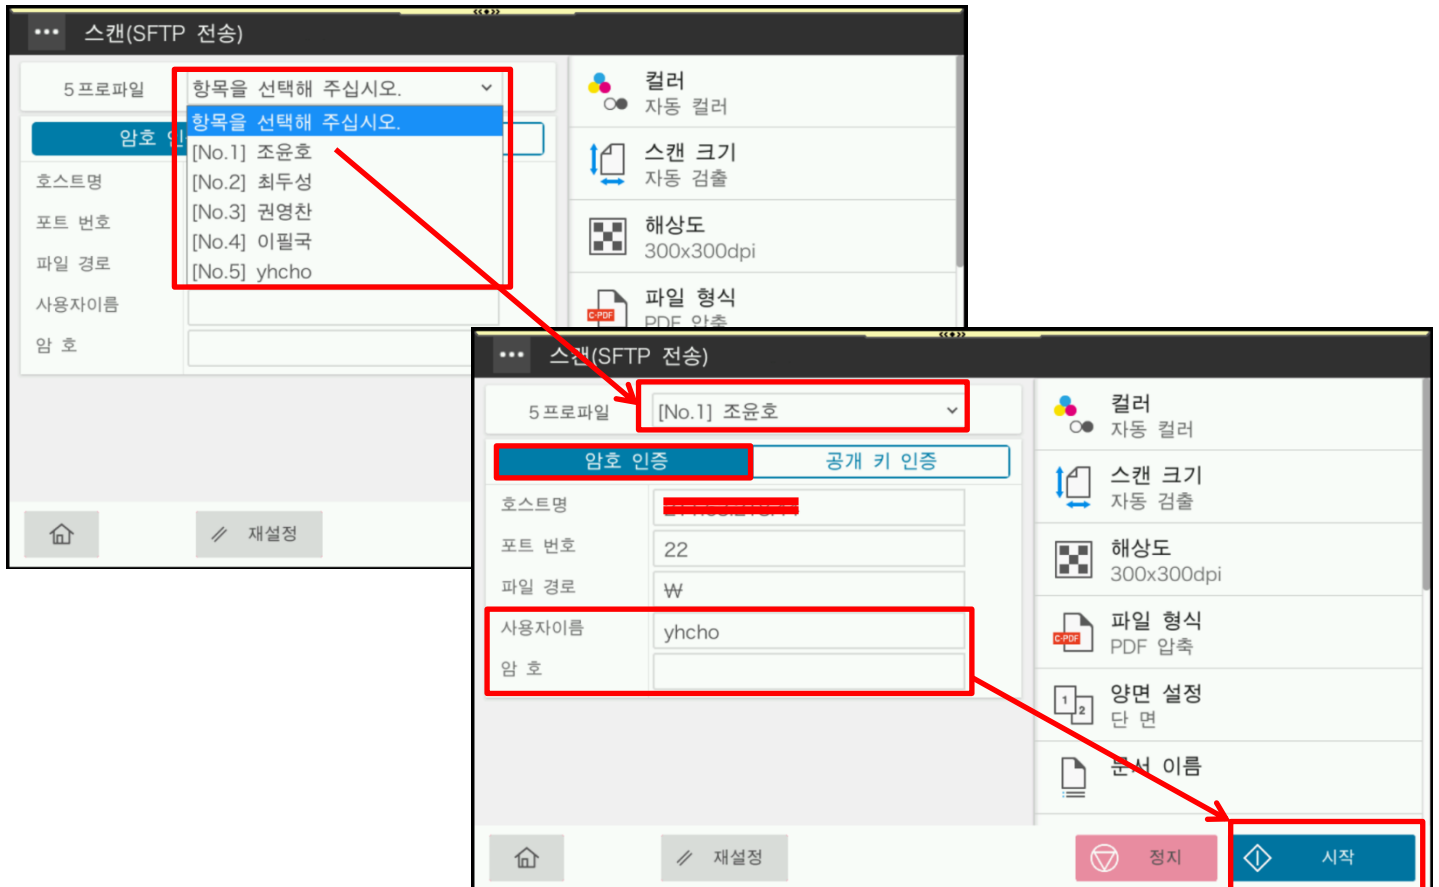 스캔(SFTP 전송)
5프로파일
항목을 선택해 주십시오.
항목을 선택해 주십시오.
[No.1] 조윤호
[No.2] 최두성
[No.3] 권영찬
[No.4] 이필국
[No.5] yhcho
암호
호스트명
포트 번호
파일 경로
사용자이름
암 호
컬러
자동 컬러
스캔 크기
자동 검출
해상도
300x300dpi
파일 형식
C-PDF
PDF 압축
재설정
스캔(SFTP 전송)
5프로파일
[No.1] 조윤호
암호 인증
공개 키 인증
호스트명
포트 번호
22
파일 경로
₩
사용자이름
yhcho
암 호
컬러
자동 컬러
스캔 크기
자동 검출
해상도
300x300dpi
파일 형식
C-PDF
PDF 압축
1
2
양면 설정
단 면
문서 이름
재설정
정지
시작